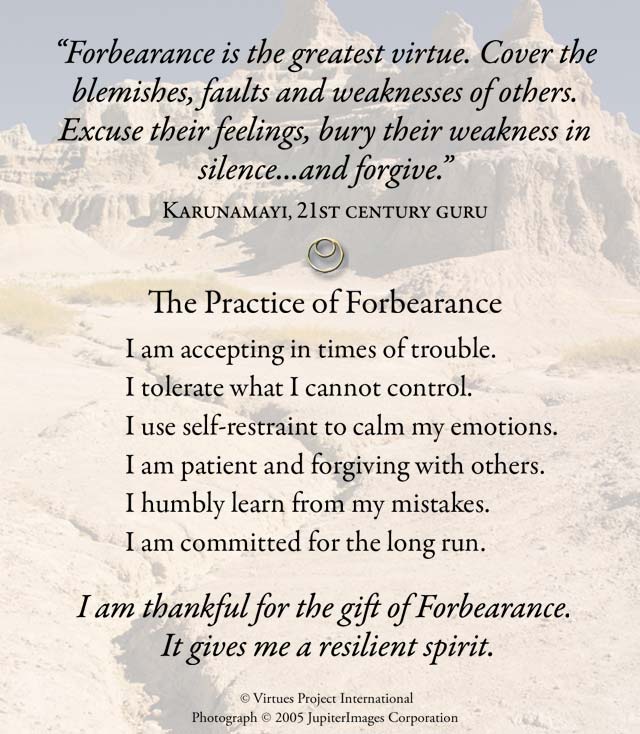 “Forbearance is the greatest virtue. Cover the
blemishes, faults and weaknesses of others.
Excuse their feelings, bury their weakness in
silence...and forgive.”
Karunamayi, 21st century guru
The Practice of Forbearance
I am accepting in times of trouble.
I tolerate what I cannot control.
I use self-restraint to calm my emotions.
I am patient and forgiving with others.
I humbly learn from my mistakes.
I am committed for the long run.
I am thankful for the gift of Forbearance.
It gives me a resilient spirit.
© Virtues Project International
Photograph © 2005 JupiterImages Corporation